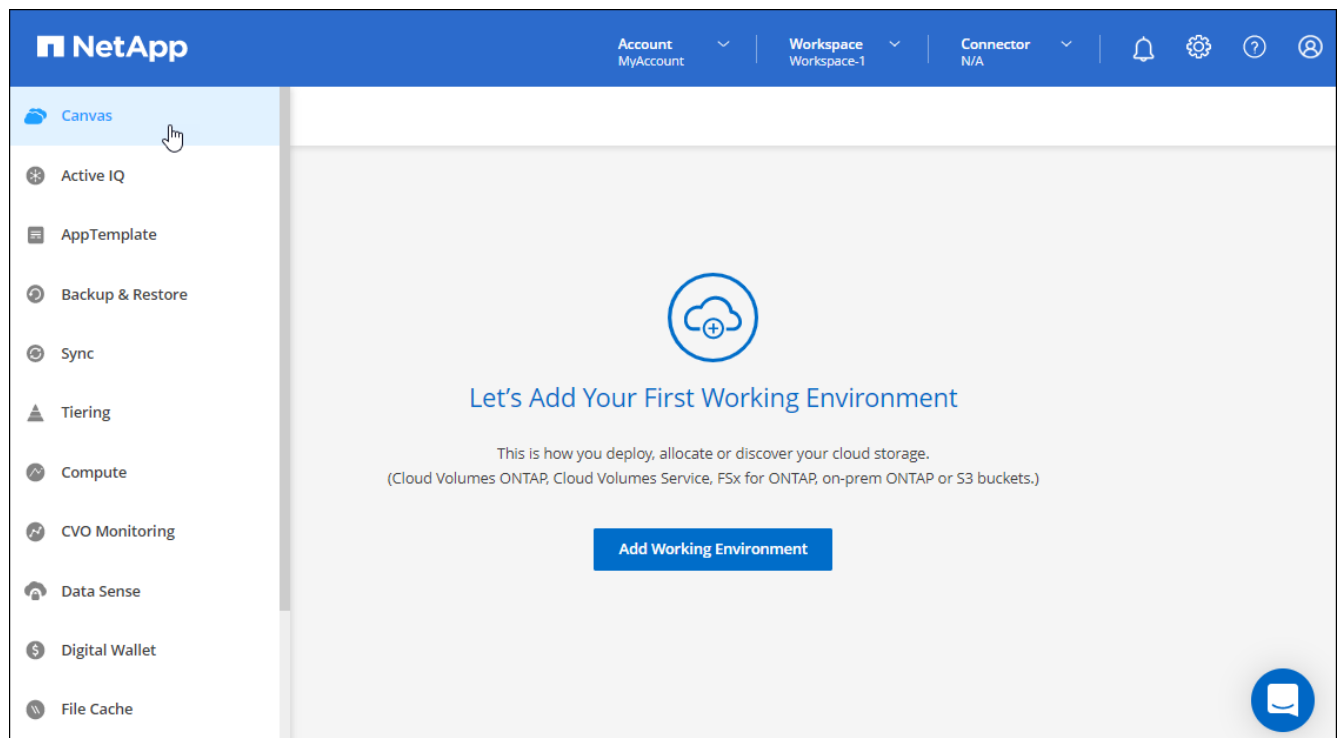 NetApp
Account
MyAccount
Workspace
Workspace-1
Connector
N/A
Canvas
Active IQ
AppTemplate
Backup & Restore
Sync
Tiering
Compute
CVO Monitoring
Data Sense
Digital Wallet
File Cache
Let's Add Your First Working Environment
This is how you deploy, allocate or discover your cloud storage.
(Cloud Volumes ONTAP, Cloud Volumes Service, FSx for ONTAP, on-prem ONTAP or S3 buckets.)
Add Working Environment